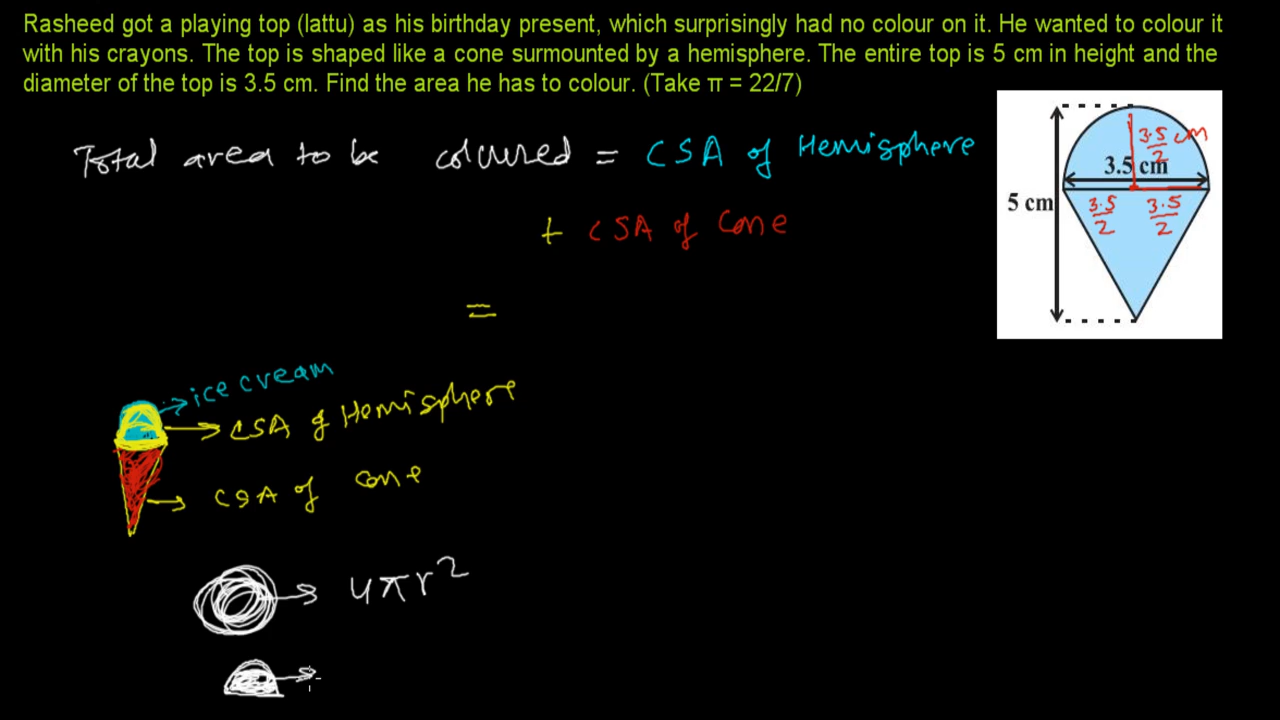 Rasheed got a playing top (lattu) as his birthday present, which surprisingly had no colour on it. He wanted to colour it
with his crayons. The top is shaped like a cone surmounted by a hemisphere. The entire top is 5 cm in height and the
diameter of the top is 3.5 cm. Find the area he has to colour. (Take π = 22/7)
Total area to be coloured = CSA of Hemisphere
+ CSA of Cone
=
3.5/2 cm
3.5 cm
5 cm
3.5/2 3.5/2
ice cream
CSA of Hemisphere
CSA of cone
4πr²